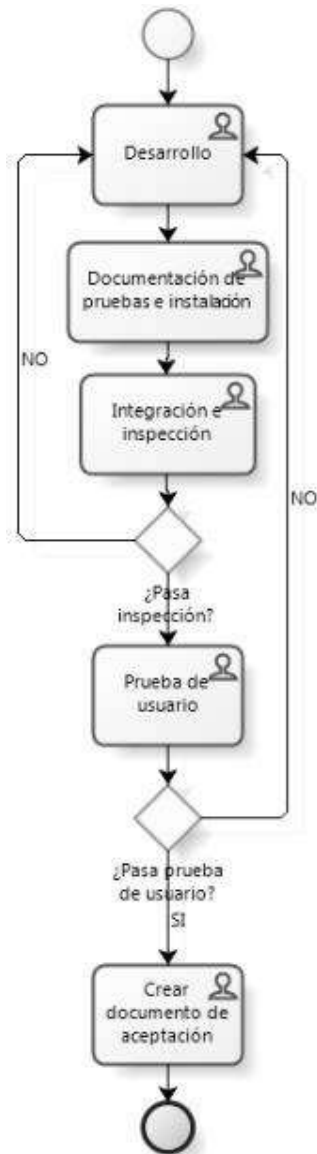 Desarrollo
Documentación de
pruebas e instalación
NO
Integración e
inspección
NO
¿Pasa
inspección?
Prueba de
usuario
¿Pasa prueba
de usuario?
SI
Crear
documento de
aceptación